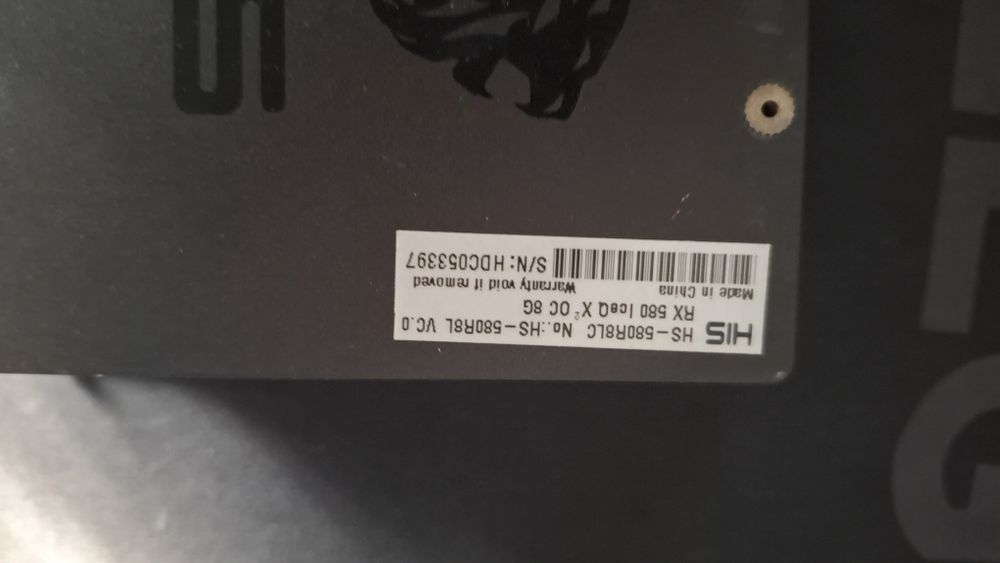 HIS HS-580R8LC No.:HS-580R8L VC.0
RX 580 IceQ X² OC 8G
Made in China Warranty void if removed
S/N: HDC053397